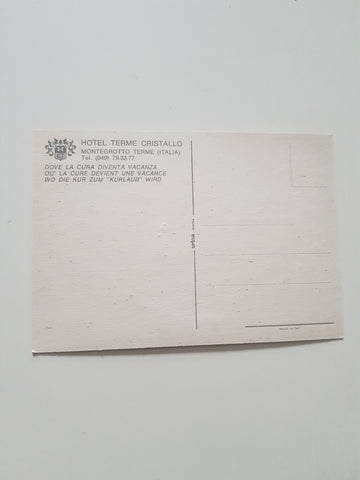 HOTEL TERME CRISTALLO
MONTEGROTTO TERME (ITALIA)
Tel. (049) 79.33.77
DOVE LA CURA DIVENTA VACANZA
OU' LA CURE DEVIENT UNE VACANCE
WO DIE KUR ZUM "KURLAUB" WIRD